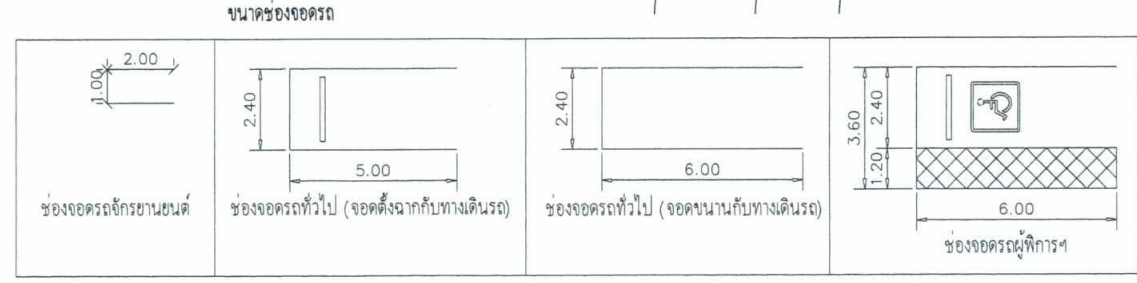 ขนาดช่องจอดรถ
2.00
1.00
ช่องจอดรถจักรยานยนต์
2.40
5.00
ช่องจอดรถทั่วไป (จอดตั้งฉากกับทางเดินรถ)
2.40
6.00
ช่องจอดรถทั่วไป (จอดขนานกับทางเดินรถ)
3.60
2.40
1.20
6.00
ช่องจอดรถผู้พิการฯ